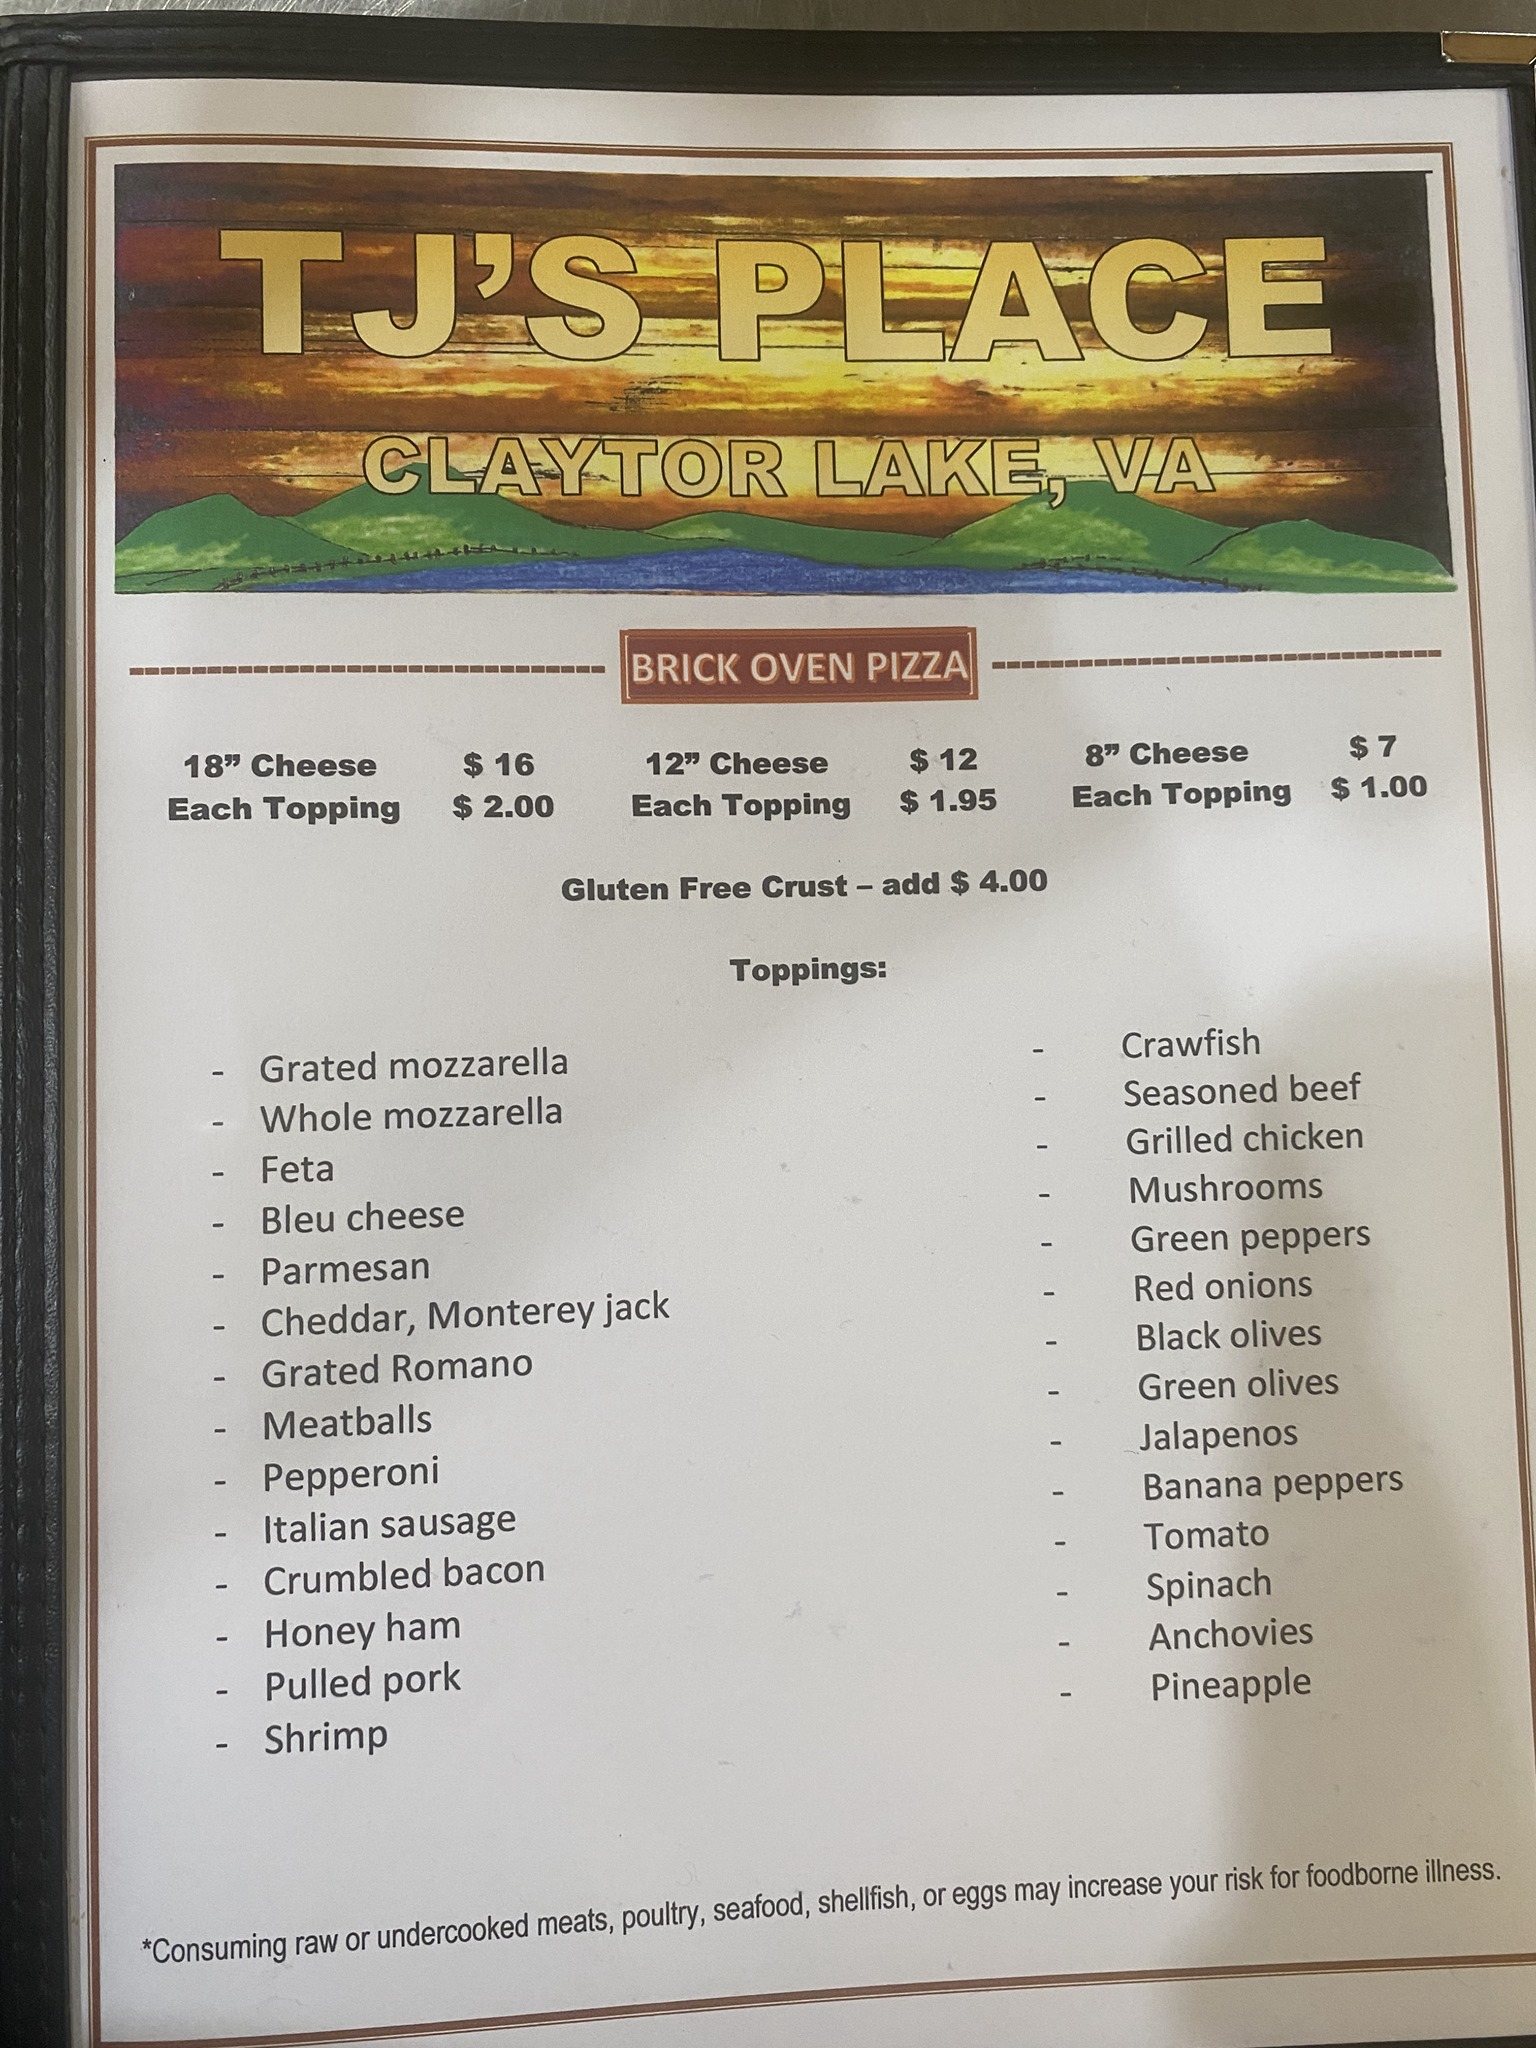 TJ'S PLACE
CLAYTOR LAKE, VA
BRICK OVEN PIZZA
18” Cheese $ 16
Each Topping $ 2.00
12” Cheese $ 12
Each Topping $ 1.95
8” Cheese $ 7
Each Topping $ 1.00
Gluten Free Crust – add $ 4.00
Toppings:
- Grated mozzarella
- Whole mozzarella
- Feta
- Bleu cheese
- Parmesan
- Cheddar, Monterey jack
- Grated Romano
- Meatballs
- Pepperoni
- Italian sausage
- Crumbled bacon
- Honey ham
- Pulled pork
- Shrimp
- Crawfish
- Seasoned beef
- Grilled chicken
- Mushrooms
- Green peppers
- Red onions
- Black olives
- Green olives
- Jalapenos
- Banana peppers
- Tomato
- Spinach
- Anchovies
- Pineapple
*Consuming raw or undercooked meats, poultry, seafood, shellfish, or eggs may increase your risk for foodborne illness.